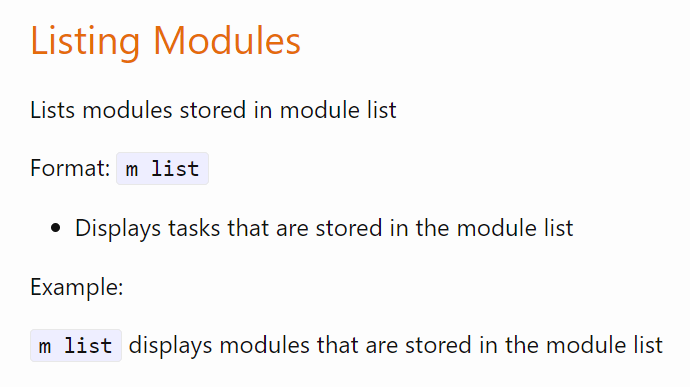 Listing Modules
Lists modules stored in module list
Format: m list
• Displays tasks that are stored in the module list
Example:
m list displays modules that are stored in the module list